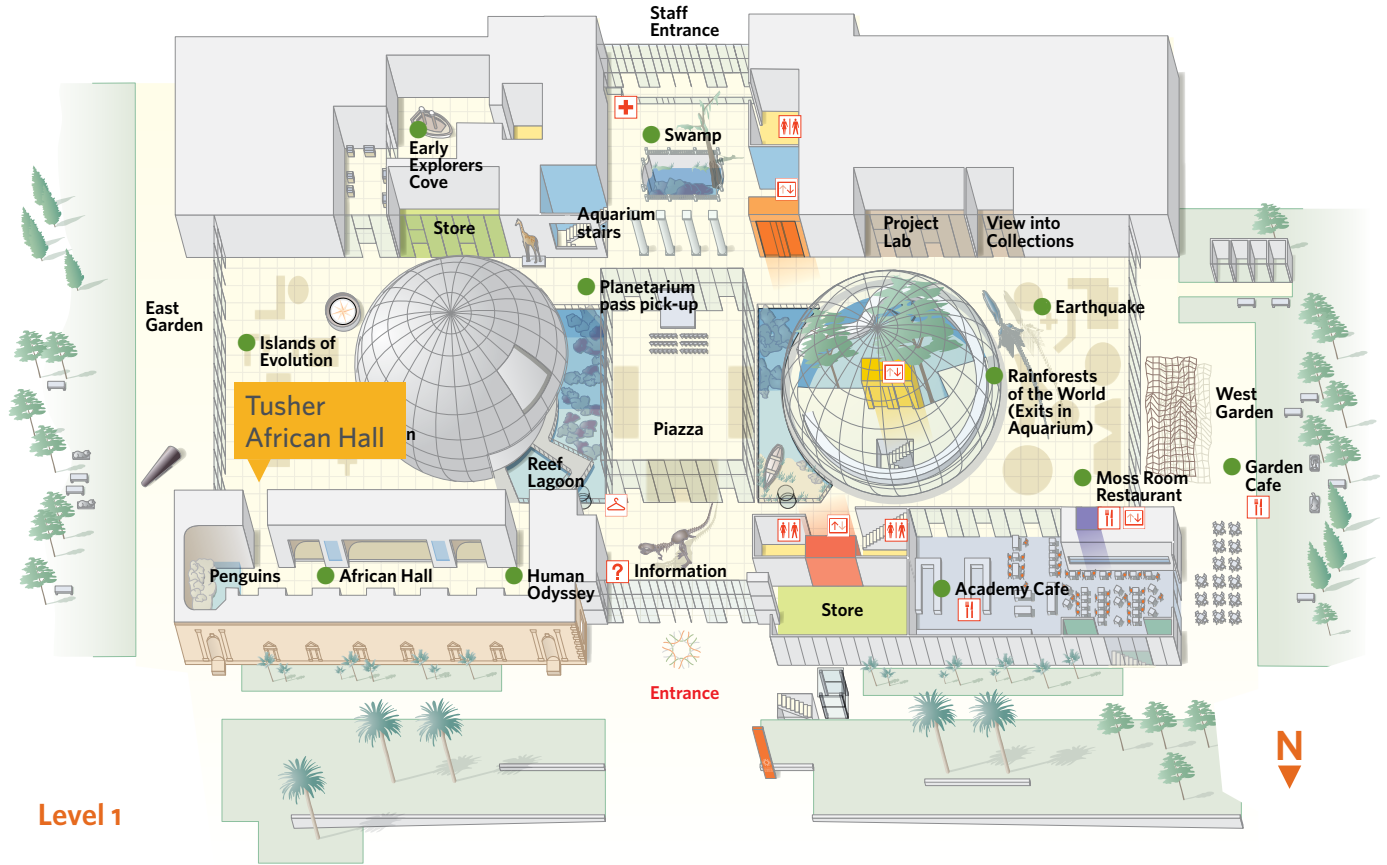 Staff
Entrance
Swamp
Early
Explorers
Cove
Store
Aquarium
stairs
Project
Lab
View into
Collections
East
Garden
Planetarium
pass pick-up
Earthquake
Islands of
Evolution
Rainforests
of the World
(Exits in
Aquarium)
West
Garden
Tusher
African Hall
n
Piazza
Reef
Lagoon
Moss Room
Restaurant
Garden
Cafe
Penguins
African Hall
Human
Odyssey
?
Information
Store
Academy Cafe
Entrance
N
Level 1